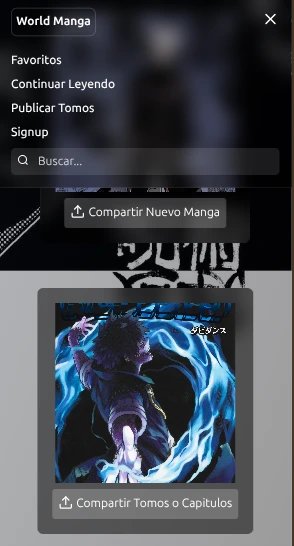 World Manga
Favoritos
Continuar Leyendo
Publicar Tomos
Signup
Buscar...
Compartir Nuevo Manga
Compartir Tomos o Capitulos